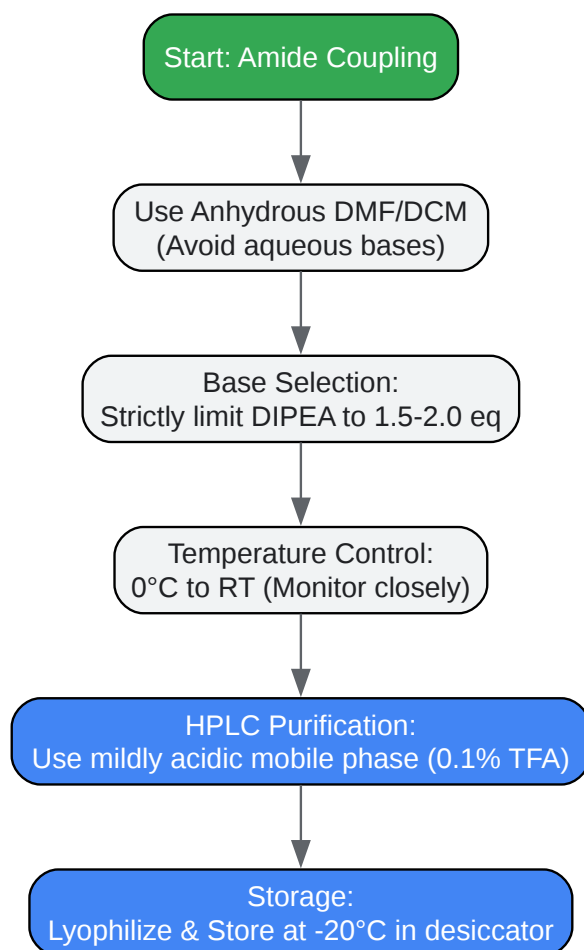 Start: Amide Coupling
Use Anhydrous DMF/DCM
(Avoid aqueous bases)
Base Selection:
Strictly limit DIPEA to 1.5-2.0 eq
Temperature Control:
0°C to RT (Monitor closely)
HPLC Purification:
Use mildly acidic mobile phase (0.1% TFA)
Storage:
Lyophilize & Store at -20°C in desiccator